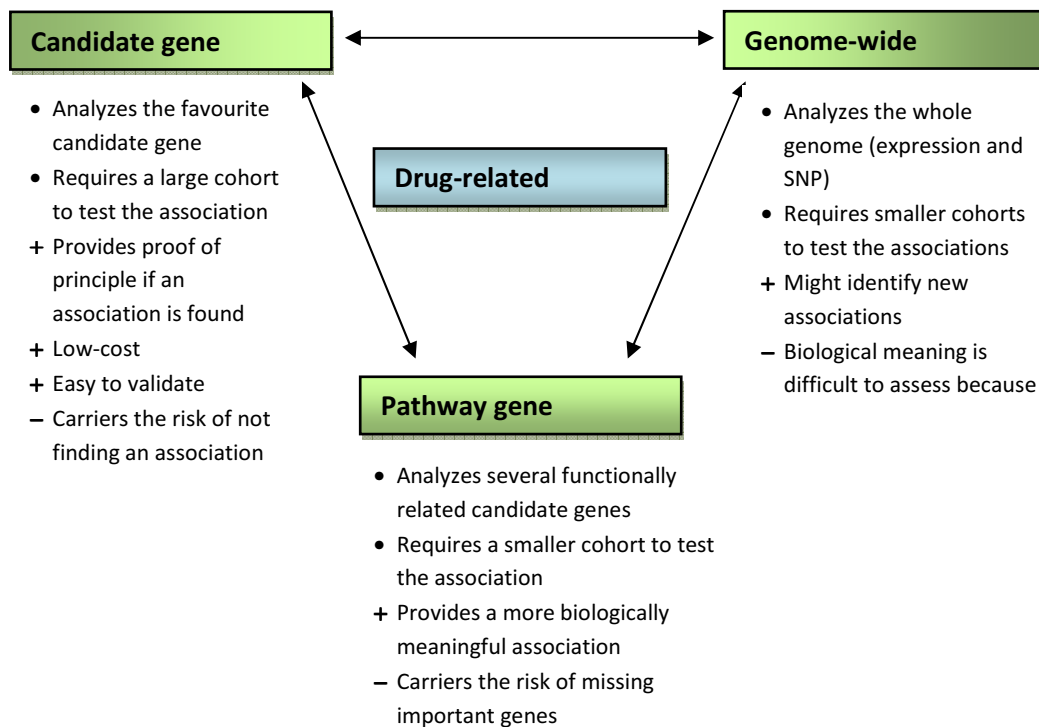 Candidate gene
• Analyzes the favourite
candidate gene
• Requires a large cohort
to test the association
+ Provides proof of
principle if an
association is found
+ Low-cost
+ Easy to validate
− Carriers the risk of not
finding an association
Genome-wide
• Analyzes the whole
genome (expression and
SNP)
• Requires smaller cohorts
to test the associations
+ Might identify new
associations
− Biological meaning is
difficult to assess because
Drug-related
Pathway gene
• Analyzes several functionally
related candidate genes
• Requires a smaller cohort to test
the association
+ Provides a more biologically
meaningful association
− Carriers the risk of missing
important genes